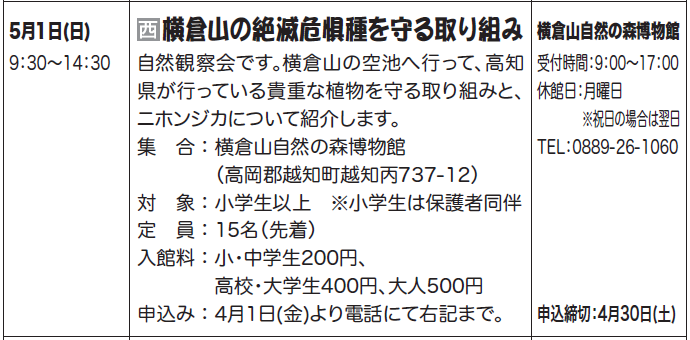 5月1日(日)
9:30〜14:30
西 横倉山の絶滅危惧種を守る取り組み
自然観察会です。横倉山の空池へ行って、高知
県が行っている貴重な植物を守る取り組みと、
ニホンジカについて紹介します。
集　合：横倉山自然の森博物館
（高岡郡越知町越知丙737-12）
対　象：小学生以上　※小学生は保護者同伴
定　員：15名（先着）
入館料：小・中学生200円、
高校・大学生400円、大人500円
申込み：4月1日(金)より電話にて右記まで。
横倉山自然の森博物館
受付時間：9:00〜17:00
休館日：月曜日
※祝日の場合は翌日
TEL：0889-26-1060
申込締切：4月30日(土)